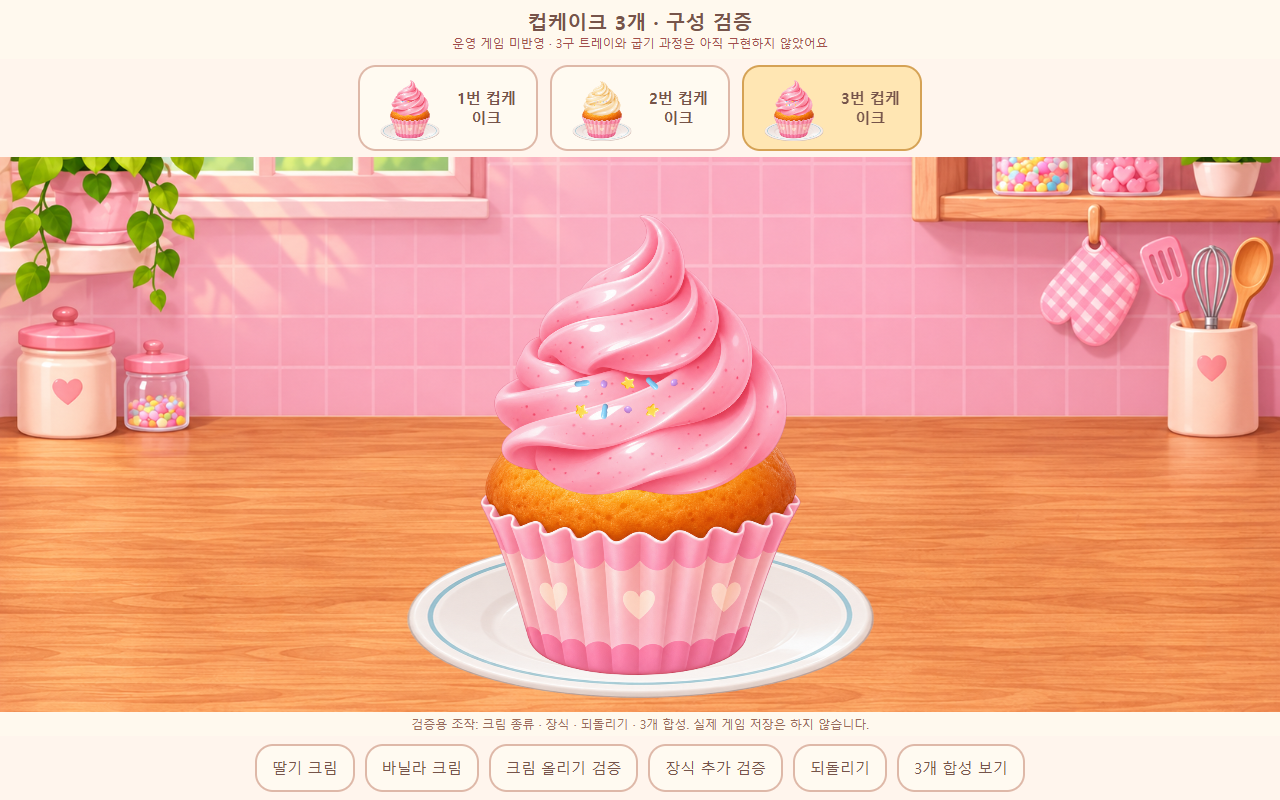 컵케이크 3개 · 구성 검증
운영 게임 미반영 · 3구 트레이와 굽기 과정은 아직 구현하지 않았어요
1번 컵케
이크
2번 컵케
이크
3번 컵케
이크
검증용 조작: 크림 종류 · 장식 · 되돌리기 · 3개 합성. 실제 게임 저장은 하지 않습니다.
딸기 크림
바닐라 크림
크림 올리기 검증
장식 추가 검증
되돌리기
3개 합성 보기